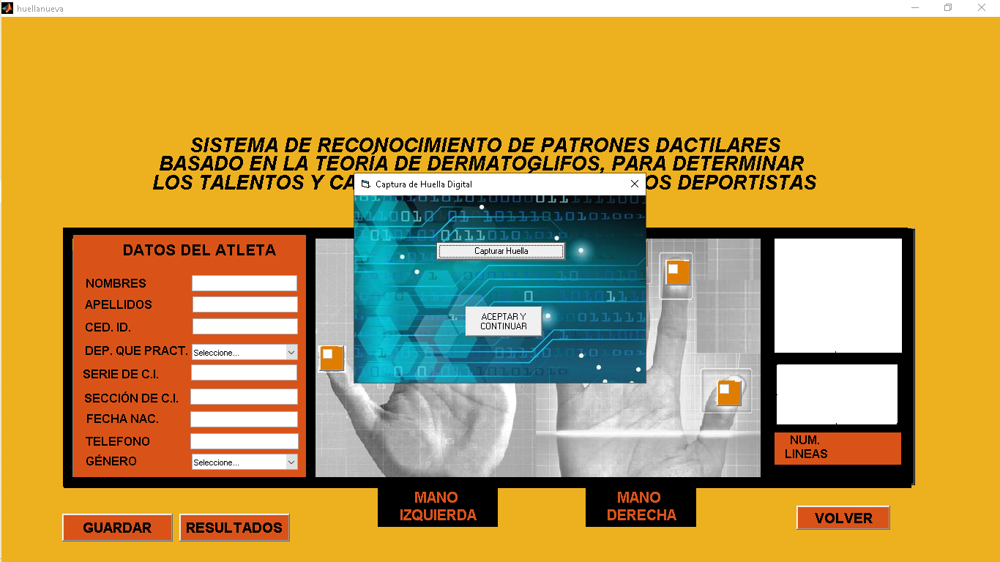 huellanueva
SISTEMA DE RECONOCIMIENTO DE PATRONES DACTILARES
BASADO EN LA TEORÍA DE DERMATOGLIFOS, PARA DETERMINAR
LOS TALENTOS Y CA
OS DEPORTISTAS
Captura de Huella Digital
Capturar Huella
ACEPTAR Y
CONTINUAR
DATOS DEL ATLETA
NOMBRES
APELLIDOS
CED. ID.
DEP. QUE PRACT.
Seleccione...
SERIE DE C.I.
SECCIÓN DE C.I.
FECHA NAC.
TELEFONO
GÉNERO
Seleccione...
NUM.
LINEAS
MANO
IZQUIERDA
MANO
DERECHA
GUARDAR
RESULTADOS
VOLVER